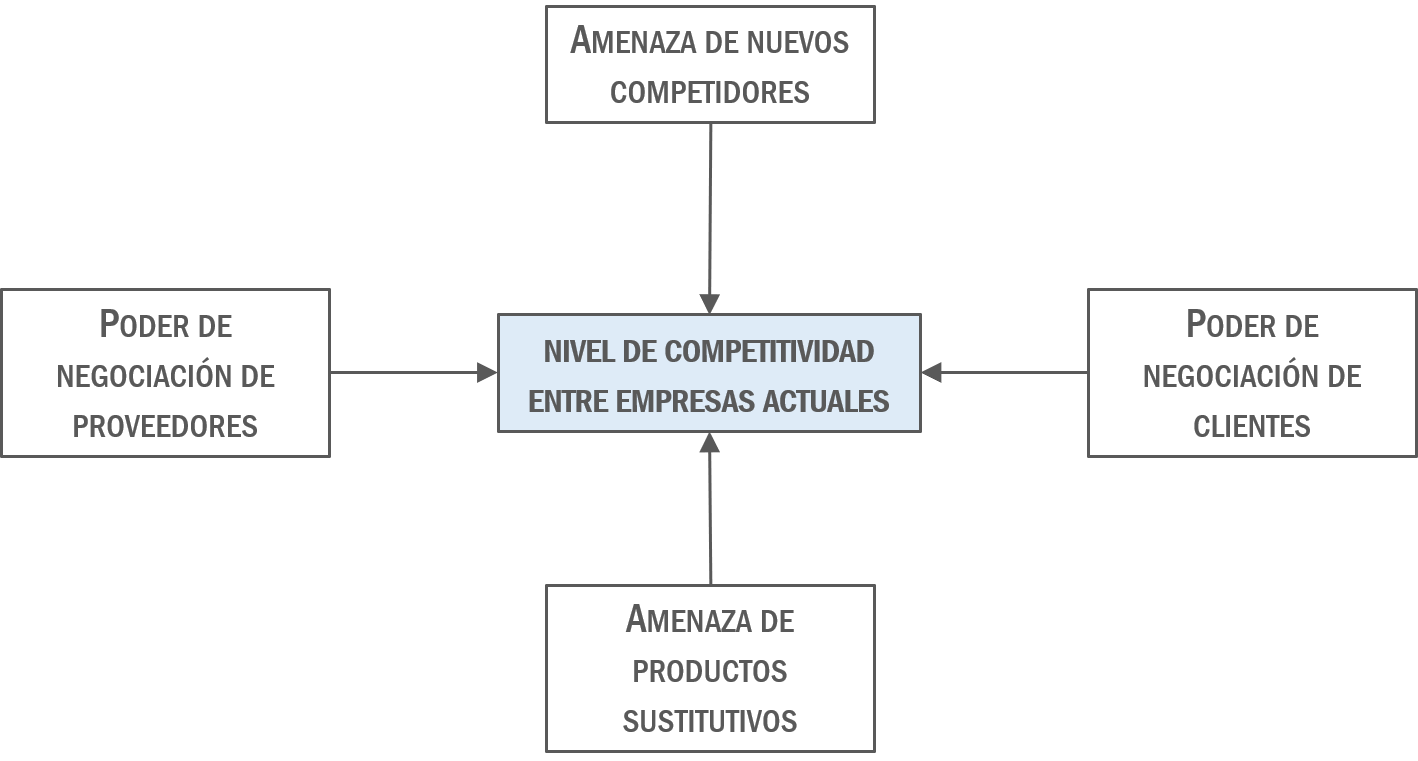 Amenaza de nuevos
competidores
Poder de
negociación de
proveedores
nivel de competitividad
entre empresas actuales
Poder de
negociación de
clientes
Amenaza de
productos
sustitutivos